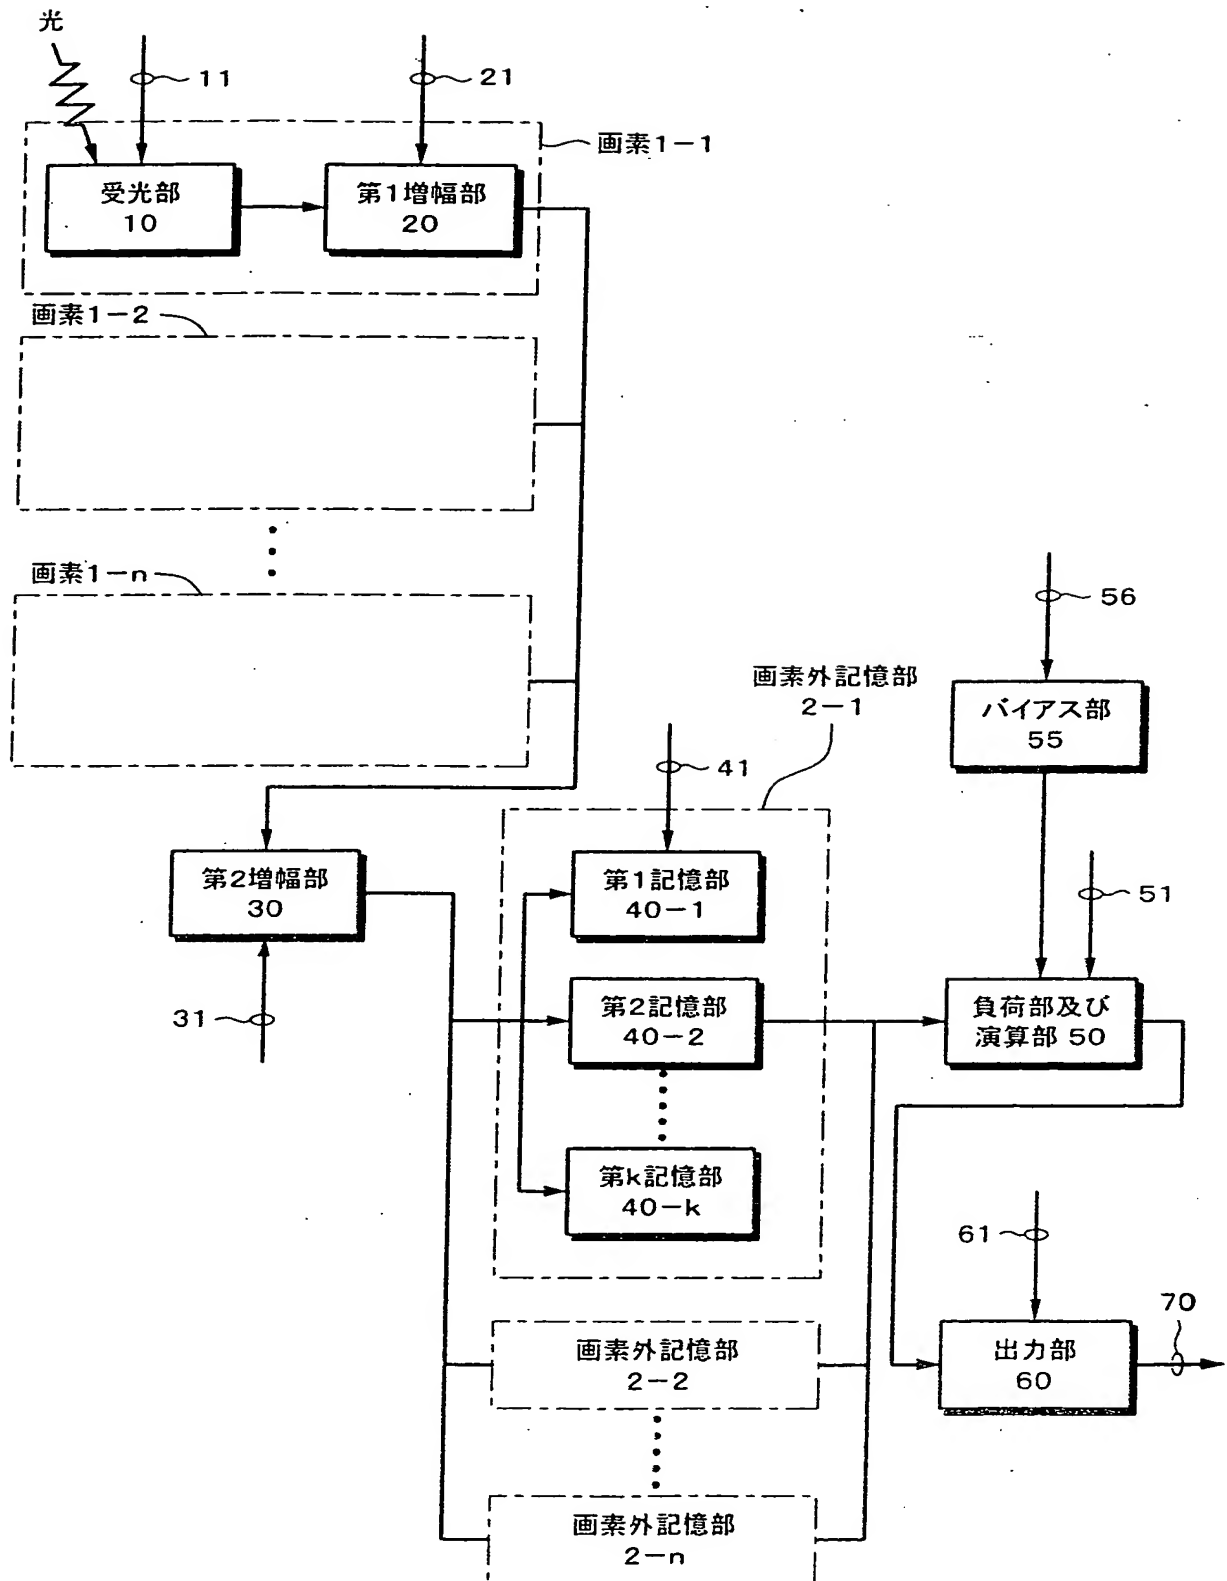 光
11
21
画素1-1
受光部
10
第1増幅部
20
画素1-2
画素1-n
56
画素外記憶部
2-1
バイアス部
55
41
第2増幅部
30
第1記憶部
40-1
51
31
第2記憶部
40-2
負荷部及び
演算部 50
第k記憶部
40-k
61
70
画素外記憶部
2-2
出力部
60
画素外記憶部
2-n